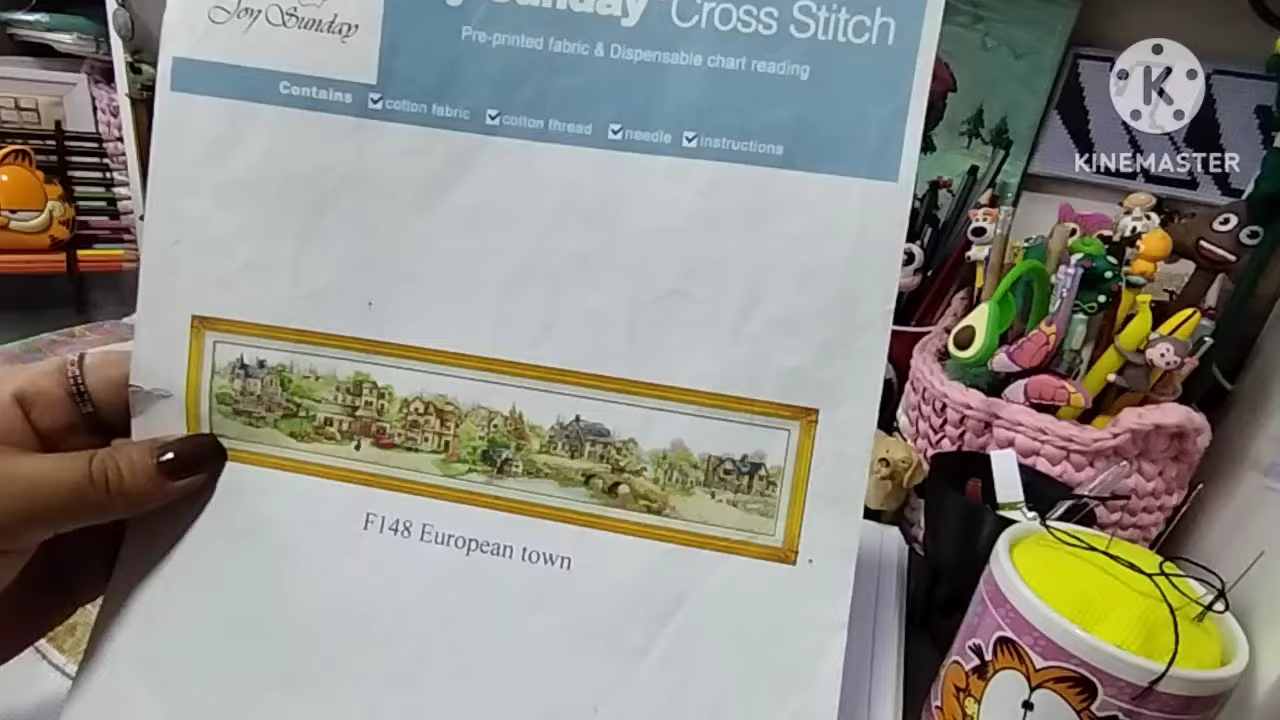 Joy Sunday
Sunday Cross Stitch
Pre-printed fabric & Dispensable chart reading
Contains cotton fabric cotton thread needle instructions
F148 European town
K
KINEMASTER